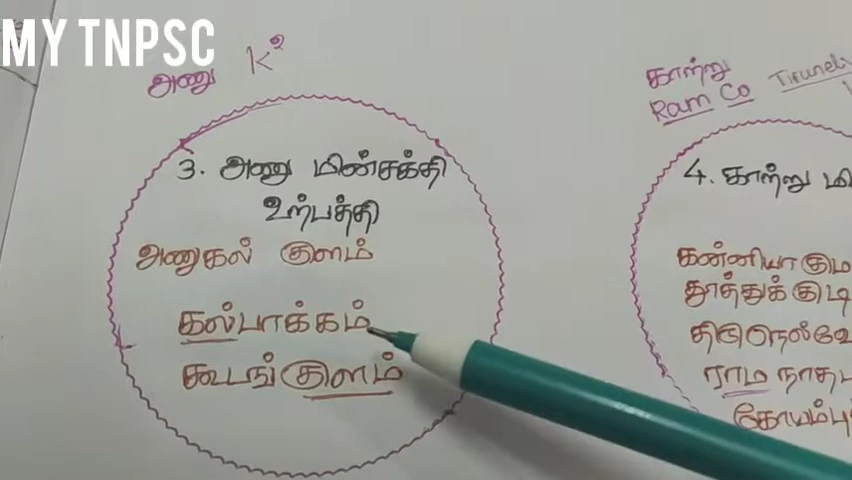 MY TNPSC
அணு K²
3. அணு மின்சக்தி
உற்பத்தி
அணுகல் குளம்
கல்பாக்கம்
கூடங்குளம்
காற்று
Ram Co
4. காற்று
கன்னியாகும
தூத்துக்குடி
திருநெல்வே
ராமநாதபு
கோயம்பு